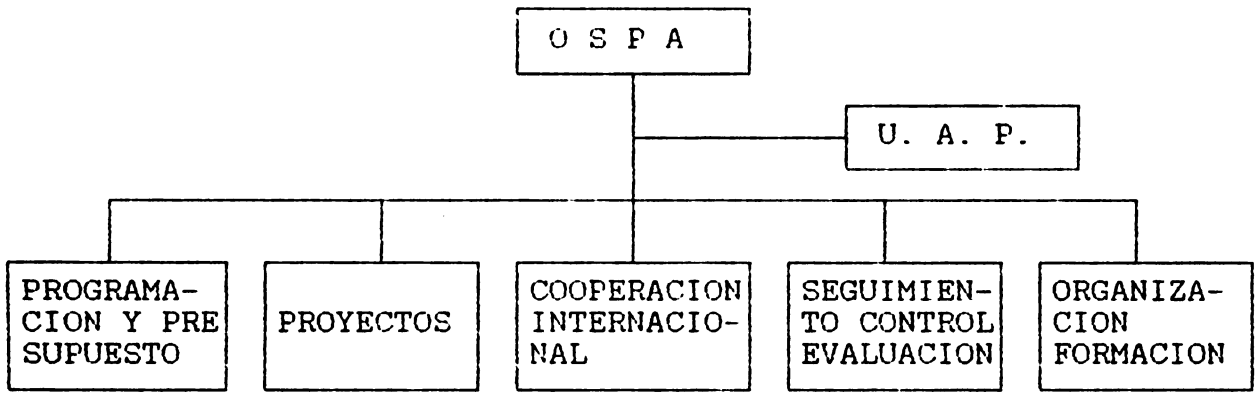 O S P A
U. A. P.
PROGRAMA-
CION Y PRE
SUPUESTO
PROYECTOS
COOPERACION
INTERNACIO-
NAL
SEGUIMIEN-
TO CONTROL
EVALUACION
ORGANIZA-
CION
FORMACION